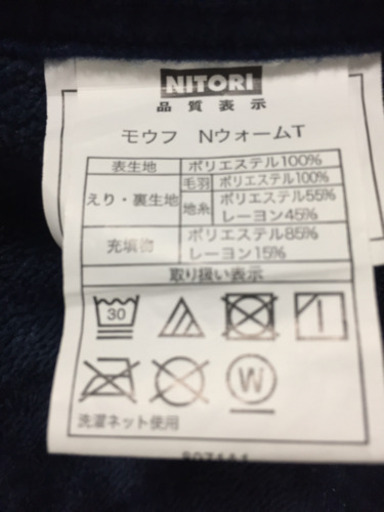 NITORI
品質表示
モウフ NウォームT
表生地 ポリエステル100%
えり・裏生地 毛羽 ポリエステル100%
地糸 ポリエステル55%
レーヨン45%
充填物 ポリエステル85%
レーヨン15%
取り扱い表示
30
W
洗濯ネット使用